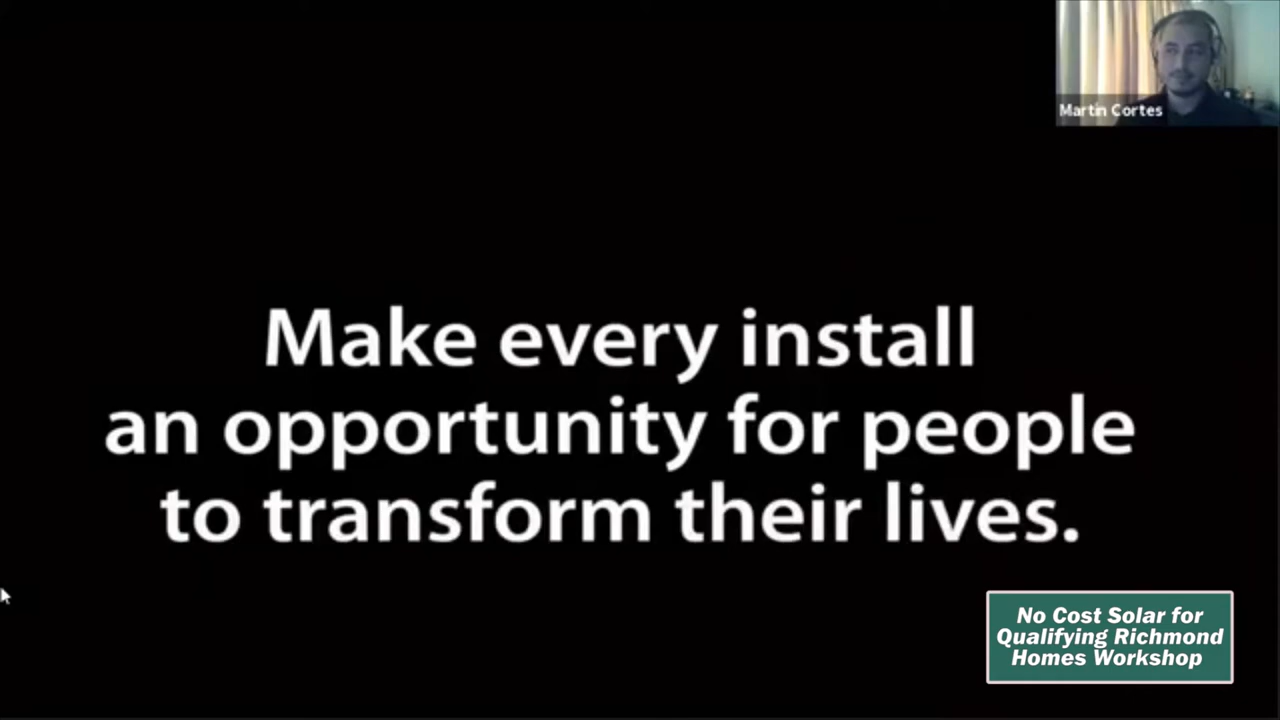 Martin Cortes
Make every install
an opportunity for people
to transform their lives.
No Cost Solar for
Qualifying Richmond
Homes Workshop